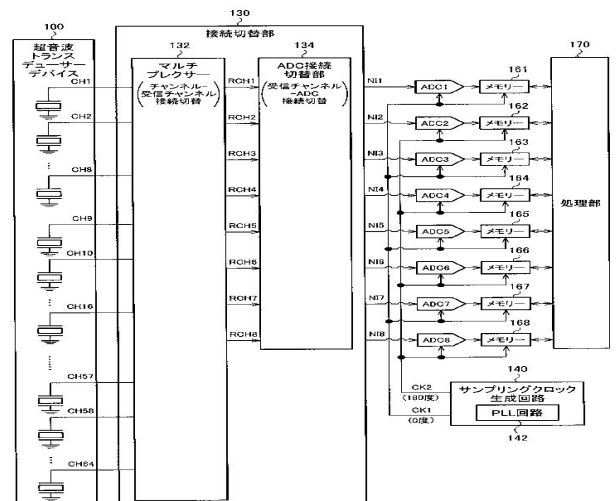 100
超音波
トランス
デューサー
デバイス
CH1
CH2
CH8
CH9
CH10
CH16
CH57
CH58
CH64
130
接続切替部
132
マルチ
プレクサー
(チャンネル-
受信チャンネル
接続切替)
RCH1
RCH2
RCH3
RCH4
RCH5
RCH6
RCH7
RCH8
134
ADC接続
切替部
(受信チャンネル
-ADC
接続切替)
NI1
NI2
NI3
NI4
NI5
NI6
NI7
NI8
ADC1
ADC2
ADC3
ADC4
ADC5
ADC6
ADC7
ADC8
161
メモリー
162
メモリー
163
メモリー
164
メモリー
165
メモリー
166
メモリー
167
メモリー
168
メモリー
170
処理部
CK2
(180度)
CK1
(0度)
140
サンプリングクロック
生成回路
PLL回路
142